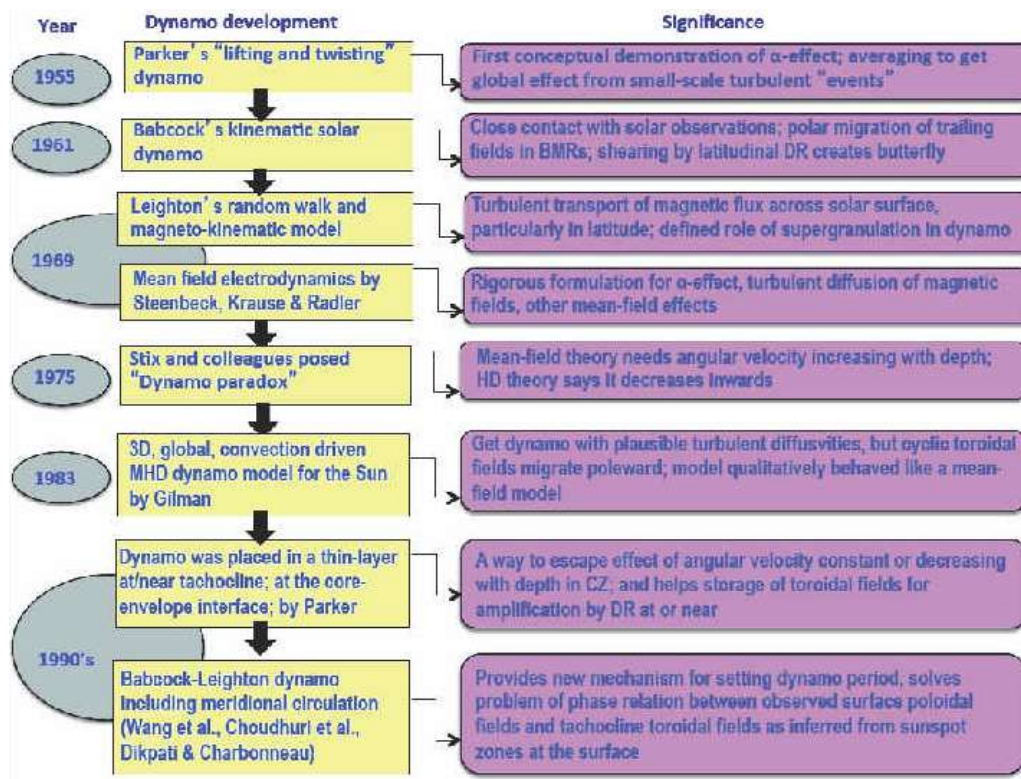 Year Dynamo development Significance
1955
Parker's "lifting and twisting"
dynamo
First conceptual demonstration of α-effect; averaging to get
global effect from small-scale turbulent "events"
1961
Babcock's kinematic solar
dynamo
Close contact with solar observations; polar migration of trailing
fields in BMRs; shearing by latitudinal DR creates butterfly
1969
Leighton's random walk and
magneto-kinematic model
Turbulent transport of magnetic flux across solar surface,
particularly in latitude; defined role of supergranulation in dynamo
Mean field electrodynamics by
Steenbeck, Krause & Radler
Rigorous formulation for α-effect, turbulent diffusion of magnetic
fields, other mean-field effects
1975
Stix and colleagues posed
"Dynamo paradox"
Mean-field theory needs angular velocity increasing with depth;
HD theory says it decreases inwards
1983
3D, global, convection driven
MHD dynamo model for the Sun
by Gilman
Get dynamo with plausible turbulent diffusvities, but cyclic toroidal
fields migrate poleward; model qualitatively behaved like a mean-
field model
1990's
Dynamo was placed in a thin-layer
at/near tachocline; at the core-
envelope interface; by Parker
A way to escape effect of angular velocity constant or decreasing
with depth in CZ; and helps storage of toroidal fields for
amplification by DR at or near
Babcock-Leighton dynamo
including meridional circulation
(Wang et al., Choudhuri et al.,
Dikpati & Charbonneau)
Provides new mechanism for setting dynamo period, solves
problem of phase relation between observed surface poloidal
fields and tachocline toroidal fields as inferred from sunspot
zones at the surface